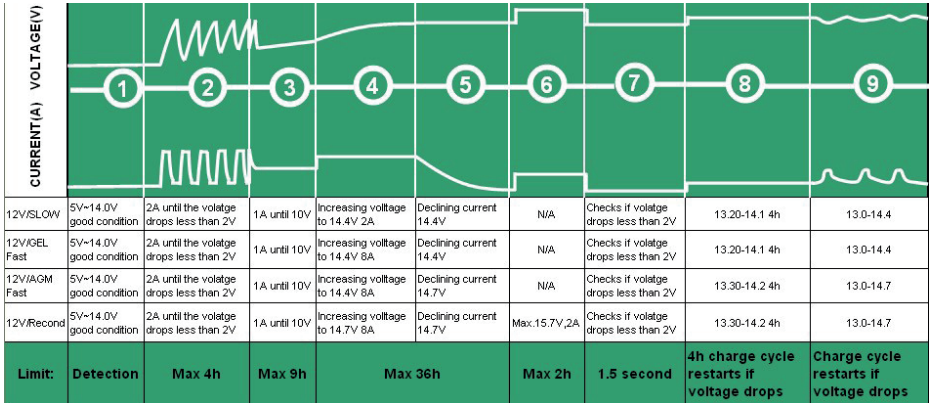 VOLTAGE(V)
CURRENT(A)
1 2 3 4 5 6 7 8 9
12V/SLOW
5V~14.0V
good condition
2A until the volatge
drops less than 2V
1A until 10V
Increasing voltage
to 14.4V 2A
Declining current
14.4V
N/A
Checks if volatge
drops less than 2V
13.20-14.1 4h
13.0-14.4
12V/GEL
Fast
5V~14.0V
good condition
2A until the volatge
drops less than 2V
1A until 10V
Increasing voltage
to 14.4V 8A
Declining current
14.4V
N/A
Checks if volatge
drops less than 2V
13.20-14.1 4h
13.0-14.4
12V/AGM
Fast
5V~14.0V
good condition
2A until the volatge
drops less than 2V
1A until 10V
Increasing voltage
to 14.4V 8A
Declining current
14.7V
N/A
Checks if volatge
drops less than 2V
13.30-14.2 4h
13.0-14.7
12V/Recond
5V~14.0V
good condition
2A until the volatge
drops less than 2V
1A until 10V
Increasing voltage
to 14.7V 8A
Declining current
14.7V
Max.15.7V,2A
Checks if volatge
drops less than 2V
13.30-14.2 4h
13.0-14.7
Limit:
Detection
Max 4h
Max 9h
Max 36h
Max 2h
1.5 second
4h charge cycle
restarts if
voltage drops
Charge cycle
restarts if
voltage drops